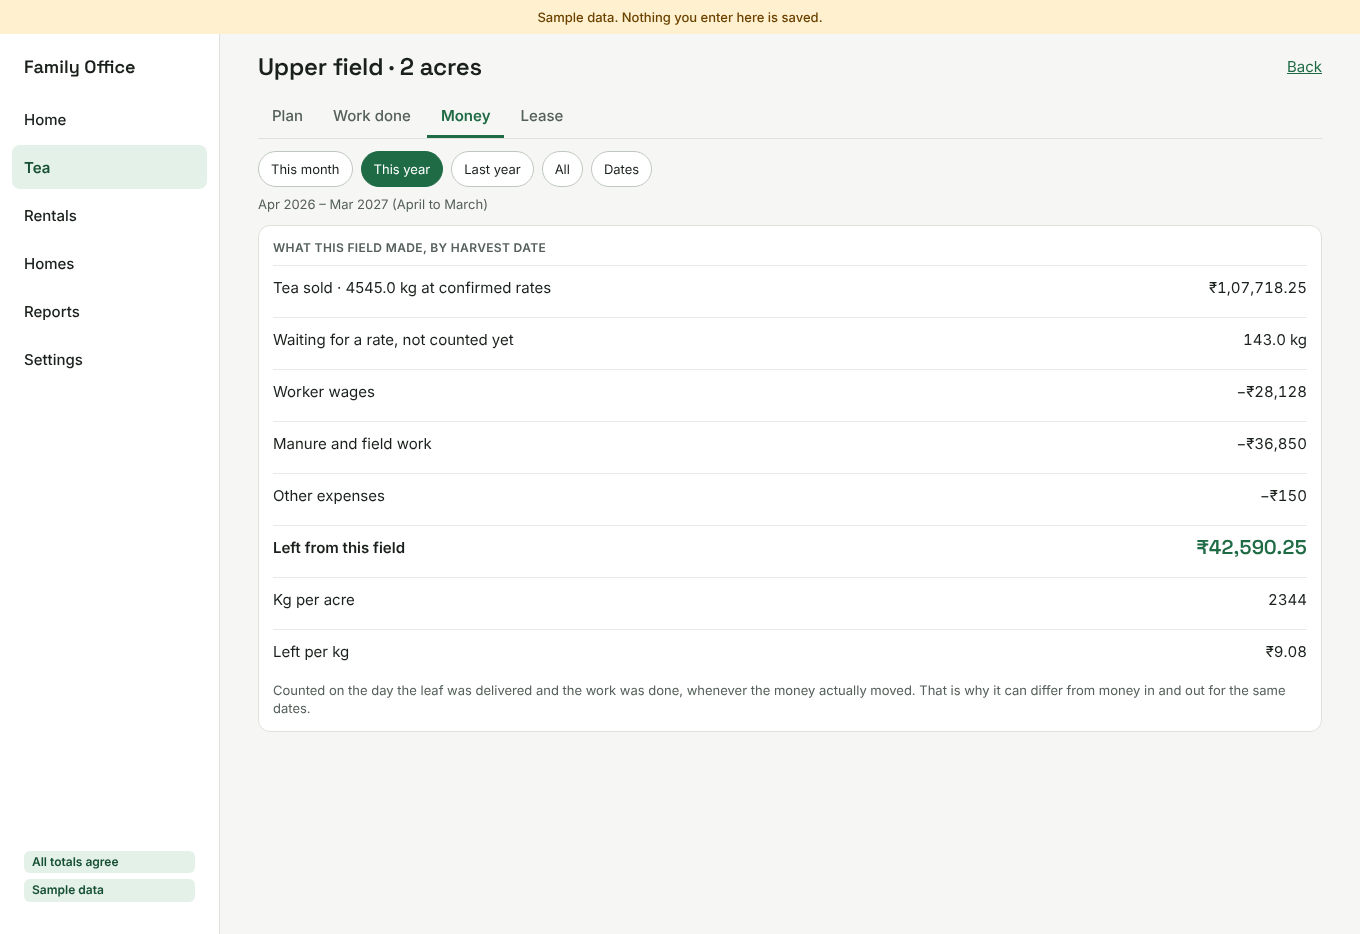 Sample data. Nothing you enter here is saved.
Family Office
Home
Tea
Rentals
Homes
Reports
Settings
All totals agree
Sample data
Upper field · 2 acres
Back
Plan
Work done
Money
Lease
This month
This year
Last year
All
Dates
Apr 2026 – Mar 2027 (April to March)
WHAT THIS FIELD MADE, BY HARVEST DATE
Tea sold · 4545.0 kg at confirmed rates ₹1,07,718.25
Waiting for a rate, not counted yet 143.0 kg
Worker wages −₹28,128
Manure and field work −₹36,850
Other expenses −₹150
Left from this field ₹42,590.25
Kg per acre 2344
Left per kg ₹9.08
Counted on the day the leaf was delivered and the work was done, whenever the money actually moved. That is why it can differ from money in and out for the same
dates.